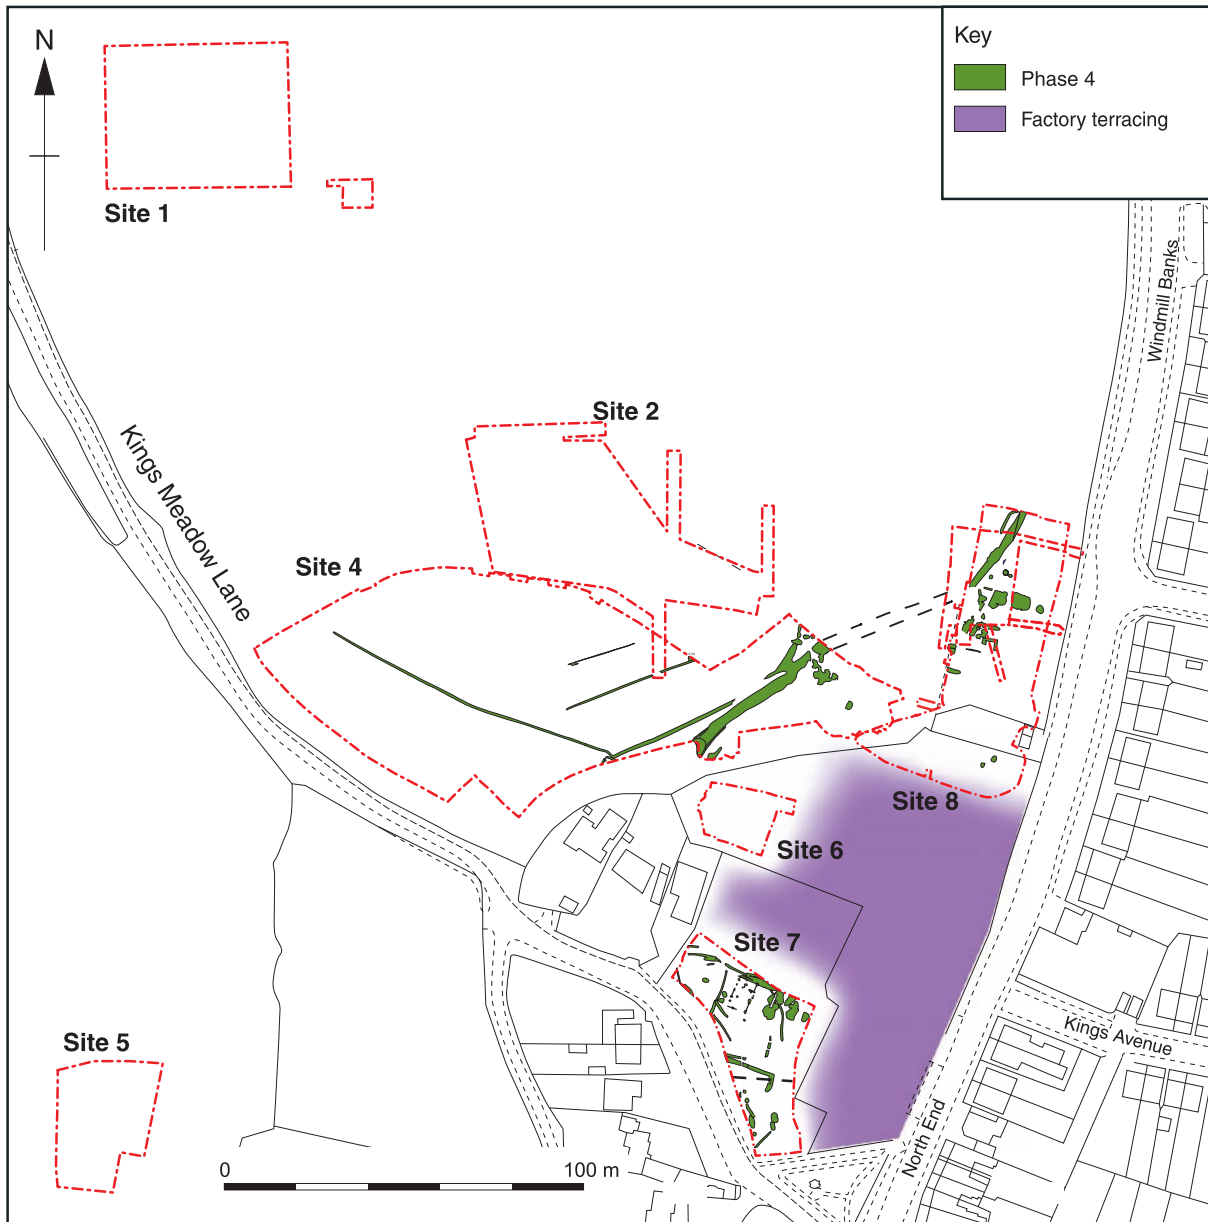 N
Key
Phase 4
Factory terracing
Site 1
Windmill Banks
Site 2
Kings Meadow Lane
Site 4
Site 8
Site 6
Site 7
Site 5
Kings Avenue
North End
0
100 m